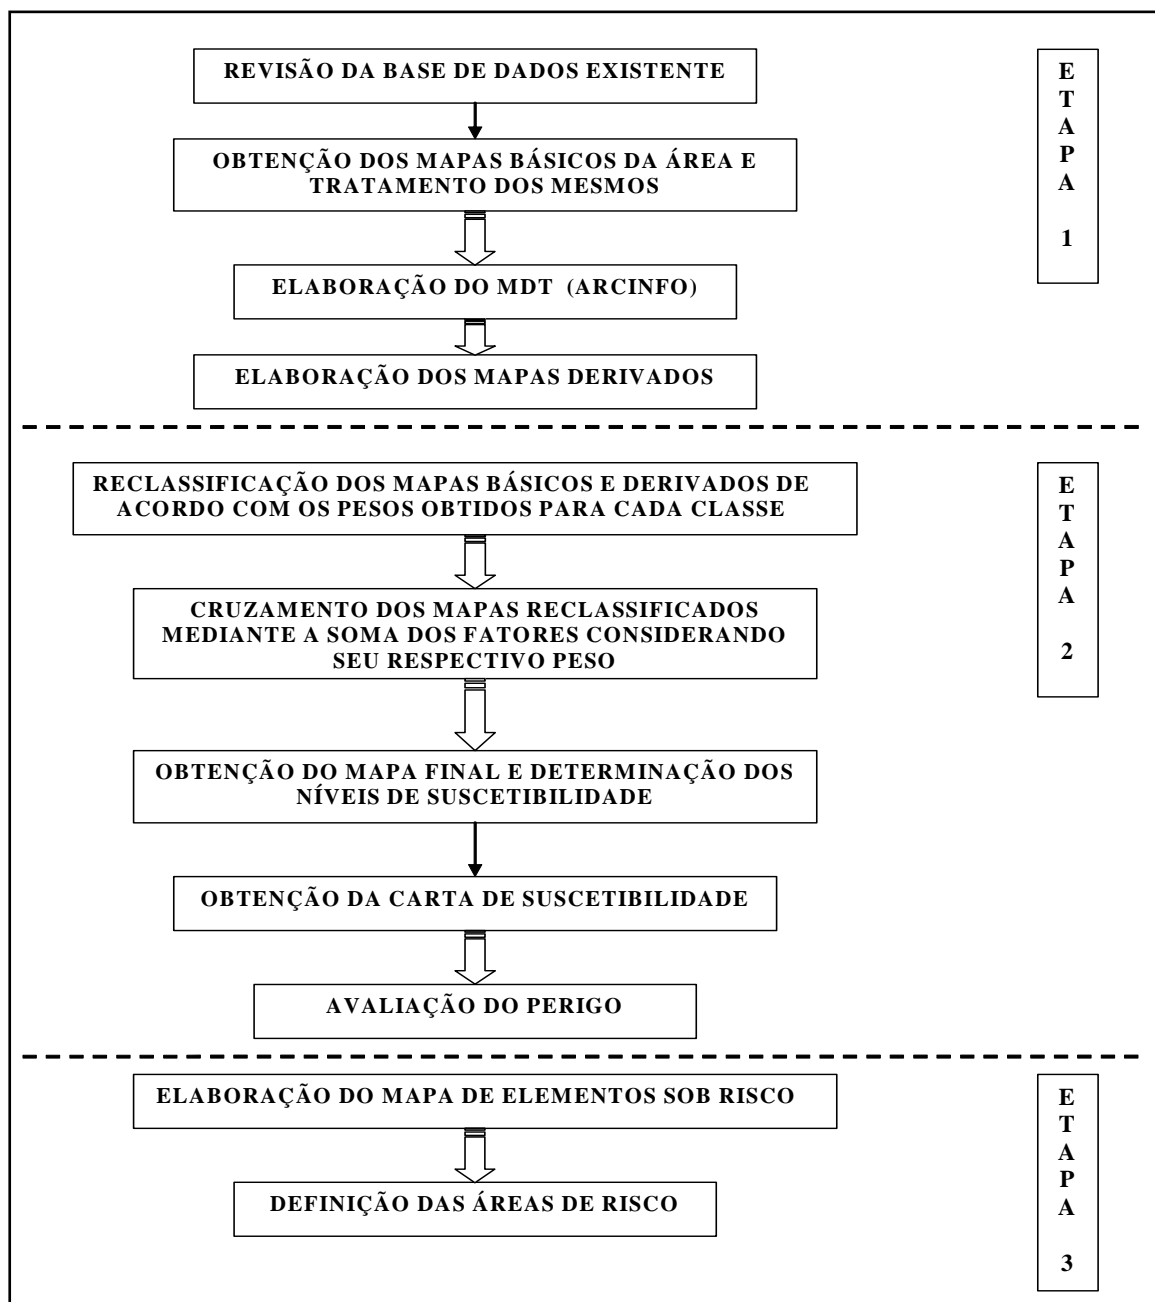 REVISÃO DA BASE DE DADOS EXISTENTE
OBTENÇÃO DOS MAPAS BÁSICOS DA ÁREA E
TRATAMENTO DOS MESMOS
ELABORAÇÃO DO MDT (ARCINFO)
ELABORAÇÃO DOS MAPAS DERIVADOS
E
T
A
P
A
1
RECLASSIFICAÇÃO DOS MAPAS BÁSICOS E DERIVADOS DE
ACORDO COM OS PESOS OBTIDOS PARA CADA CLASSE
CRUZAMENTO DOS MAPAS RECLASSIFICADOS
MEDIANTE A SOMA DOS FATORES CONSIDERANDO
SEU RESPECTIVO PESO
OBTENÇÃO DO MAPA FINAL E DETERMINAÇÃO DOS
NÍVEIS DE SUSCETIBILIDADE
OBTENÇÃO DA CARTA DE SUSCETIBILIDADE
AVALIAÇÃO DO PERIGO
E
T
A
P
A
2
ELABORAÇÃO DO MAPA DE ELEMENTOS SOB RISCO
DEFINIÇÃO DAS ÁREAS DE RISCO
E
T
A
P
A
3